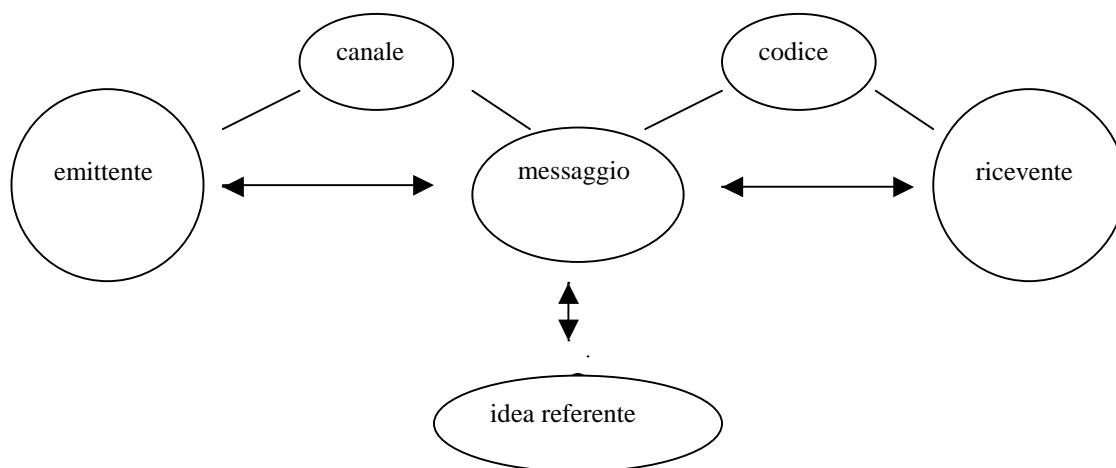 canale
codice
emittente
messaggio
ricevente
idea referente